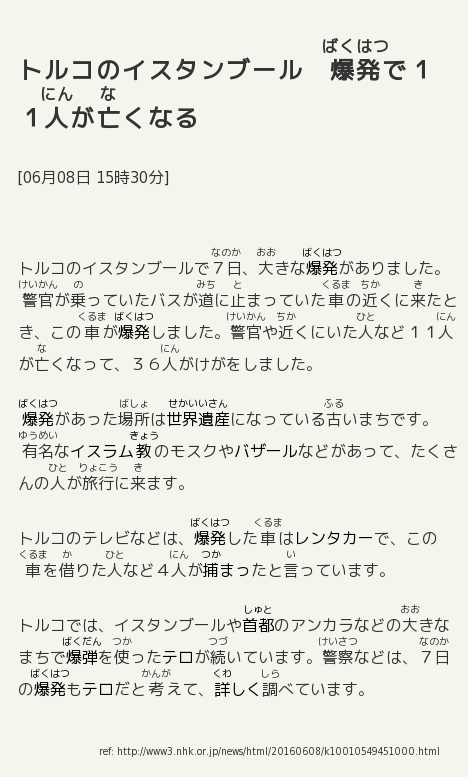 トルコのイスタンブール　爆発で１
１人が亡くなる
[06月08日 15時30分]
トルコのイスタンブールで７日、大きな爆発がありました。
警官が乗っていたバスが道に止まっていた車の近くに来たと
き、この車が爆発しました。警官や近くにいた人など１１人
が亡くなって、３６人がけがをしました。
爆発があった場所は世界遺産になっている古いまちです。
有名なイスラム教のモスクやバザールなどがあって、たくさ
んの人が旅行に来ます。
トルコのテレビなどは、爆発した車はレンタカーで、この
車を借りた人など４人が捕まったと言っています。
トルコでは、イスタンブールや首都のアンカラなどの大きな
まちで爆弾を使ったテロが続いています。警察などは、７日
の爆発もテロだと考えて、詳しく調べています。
ref: http://www3.nhk.or.jp/news/html/20160608/k10010549451000.html